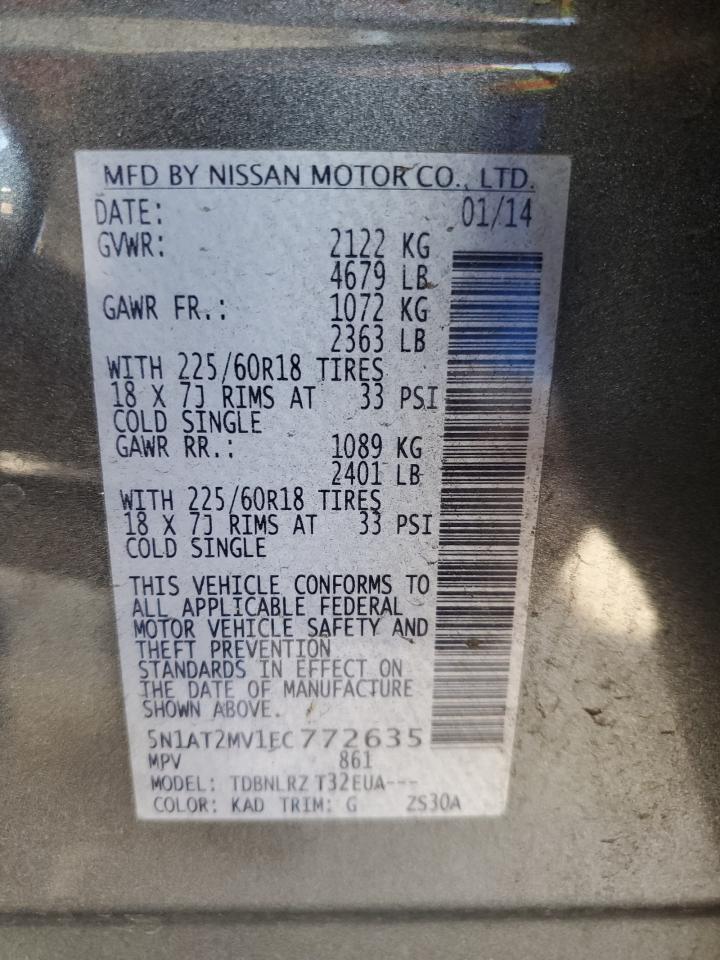 MFD BY NISSAN MOTOR CO., LTD.
DATE: 01/14
GVWR: 2122 KG
4679 LB
GAWR FR.: 1072 KG
2363 LB
WITH 225/60R18 TIRES
18 X 7J RIMS AT 33 PSI
COLD SINGLE
GAWR RR.: 1089 KG
2401 LB
WITH 225/60R18 TIRES
18 X 7J RIMS AT 33 PSI
COLD SINGLE
THIS VEHICLE CONFORMS TO
ALL APPLICABLE FEDERAL
MOTOR VEHICLE SAFETY AND
THEFT PREVENTION
STANDARDS IN EFFECT ON
THE DATE OF MANUFACTURE
SHOWN ABOVE.
5N1AT2MV1EC772635
MPV 861
MODEL: TDBNLRZ T32EUA---
COLOR: KAD TRIM: G ZS30A